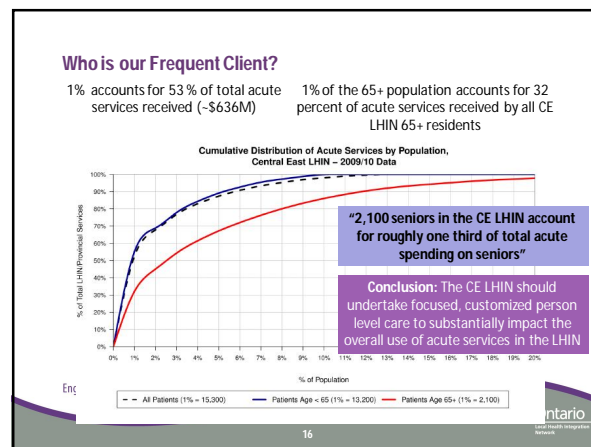 Who is our Frequent Client?
1% accounts for 53 % of total acute
services received (~$636M)
1% of the 65+ population accounts for 32
percent of acute services received by all CE
LHIN 65+ residents
Cumulative Distribution of Acute Services by Population,
Central East LHIN – 2009/10 Data
% of Total LHIN/Provincial Services
100%
90%
80%
70%
60%
50%
40%
30%
20%
10%
0%
"2,100 seniors in the CE LHIN account
for roughly one third of total acute
spending on seniors"
Conclusion: The CE LHIN should
undertake focused, customized person
level care to substantially impact the
overall use of acute services in the LHIN
0% 1% 2% 3% 4% 5% 6% 7% 8% 9% 10% 11% 12% 13% 14% 15% 16% 17% 18% 19% 20%
% of Population
All Patients (1% = 15,300) Patients Age < 65 (1% = 13,200) Patients Age 65+ (1% = 2,100)
Eng
ntario
Local Health Integration
Network
16